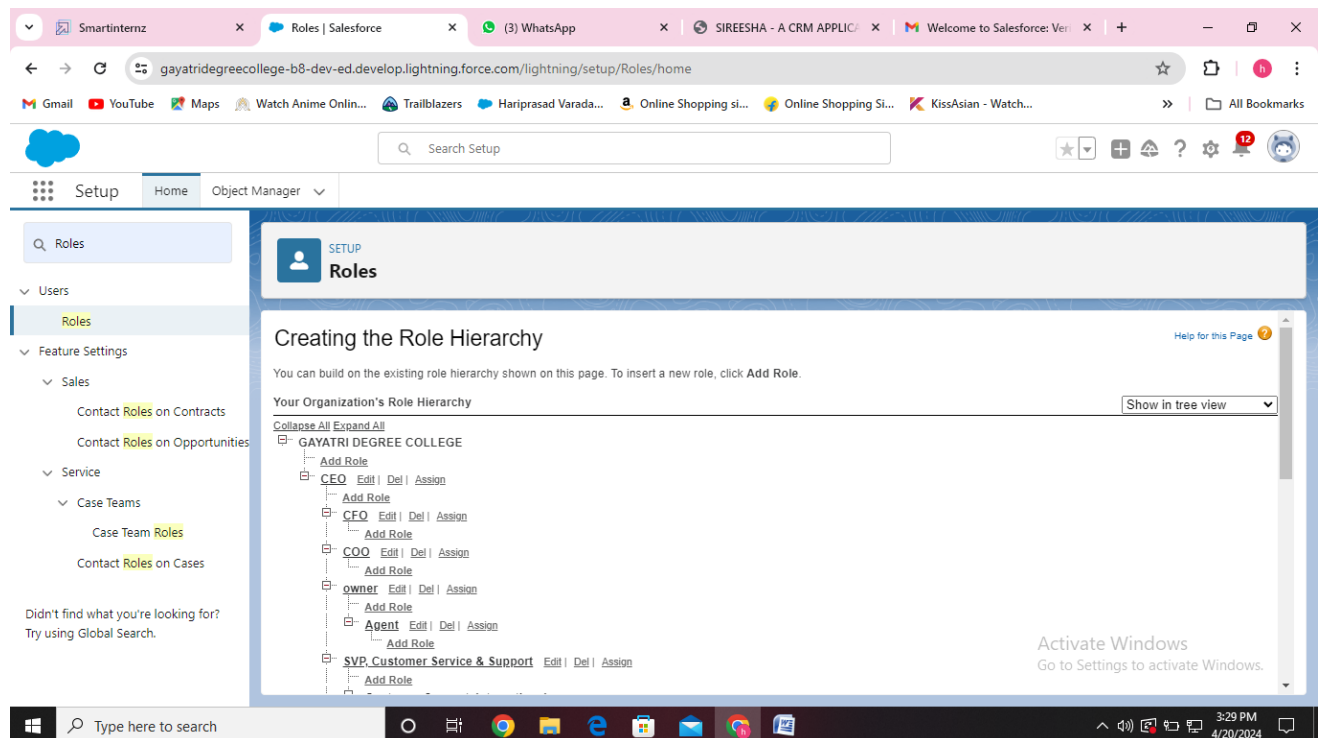 Smartinternz
Roles | Salesforce
(3) WhatsApp
SIREESHA - A CRM APPLICA
Welcome to Salesforce: Veri
gayatridegreecollege-b8-dev-ed.develop.lightning.force.com/lightning/setup/Roles/home
h
Gmail YouTube Maps Watch Anime Onlin... Trailblazers Hariprasad Varada... Online Shopping si... Online Shopping Si... KissAsian - Watch... » All Bookmarks
Search Setup
12
Setup Home Object Manager
Roles
SETUP
Roles
Users
Roles
Feature Settings
Sales
Contact Roles on Contracts
Contact Roles on Opportunities
Service
Case Teams
Case Team Roles
Contact Roles on Cases
Didn't find what you're looking for?
Try using Global Search.
Creating the Role Hierarchy
Help for this Page
You can build on the existing role hierarchy shown on this page. To insert a new role, click Add Role.
Your Organization's Role Hierarchy
Show in tree view
Collapse All Expand All
GAYATRI DEGREE COLLEGE
Add Role
CEO Edit | Del | Assign
Add Role
CFO Edit | Del | Assign
Add Role
COO Edit | Del | Assign
Add Role
owner Edit | Del | Assign
Add Role
Agent Edit | Del | Assign
Add Role
SVP, Customer Service & Support Edit | Del | Assign
Add Role
Activate Windows
Go to Settings to activate Windows.
Type here to search
3:29 PM
4/20/2024